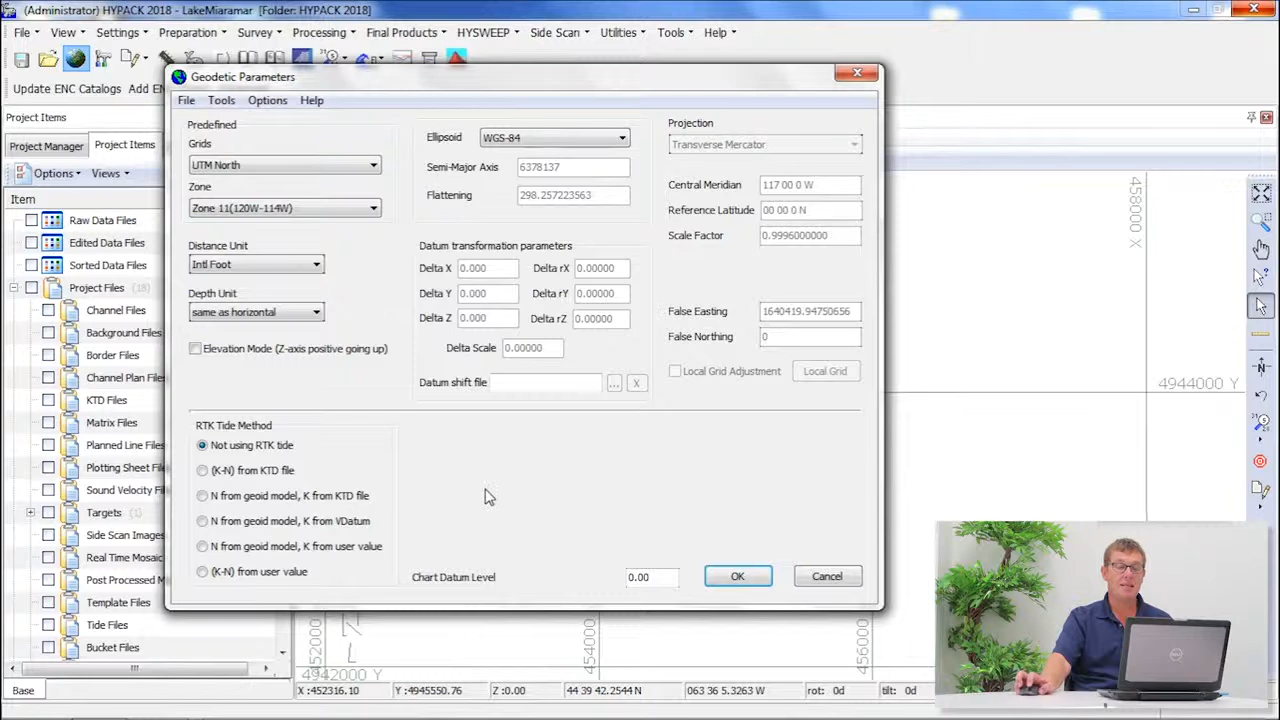 (Administrator) HYPACK 2018 - LakeMiaramar [Folder: HYPACK 2018]
File View Settings Preparation Survey Processing Final Products HYSWEEP Side Scan Utilities Tools Help
Update ENC Catalogs Add EN
Project Items
Project Manager Project Items
Options Views
Item
Raw Data Files
Edited Data Files
Sorted Data Files
Project Files (18)
Channel Files
Background Files
Border Files
Channel Plan Files
KTD Files
Matrix Files
Planned Line Files
Plotting Sheet File
Sound Velocity Fil
Targets (1)
Side Scan Images
Real Time Mosaic
Post Processed M
Template Files
Tide Files
Bucket Files
Base
Geodetic Parameters
File Tools Options Help
Predefined
Grids
UTM North
Zone
Zone 11(120W-114W)
Distance Unit
Intl Foot
Depth Unit
same as horizontal
Elevation Mode (Z-axis positive going up)
Ellipsoid WGS-84
Semi-Major Axis 6378137
Flattening 298.257223563
Datum transformation parameters
Delta X 0.000 Delta rX 0.00000
Delta Y 0.000 Delta rY 0.00000
Delta Z 0.000 Delta rZ 0.00000
Delta Scale 0.00000
Datum shift file ... X
Projection
Transverse Mercator
Central Meridian 117 00 0 W
Reference Latitude 00 00 0 N
Scale Factor 0.9996000000
False Easting 1640419.94750656
False Northing 0
Local Grid Adjustment Local Grid
RTK Tide Method
Not using RTK tide
(K-N) from KTD file
N from geoid model, K from KTD file
N from geoid model, K from VDatum
N from geoid model, K from user value
(K-N) from user value
Chart Datum Level 0.00 OK Cancel
458000 X
4944000 Y
452000
454000
456000
4942000 Y
X :452316.10 Y :4945550.76 Z :0.00 44 39 42.2544 N 063 36 5.3263 W rot: 0d tilt: 0d
DELL